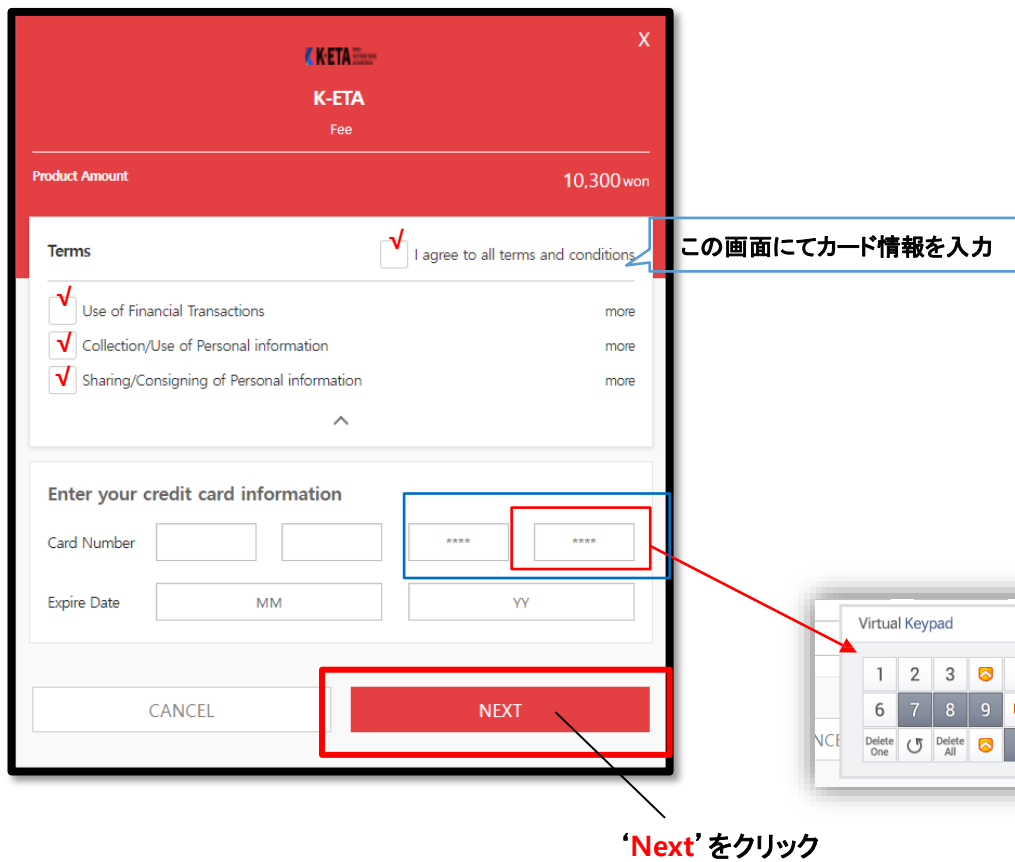 X
K-ETA
K-ETA
Fee
Product Amount
10,300 won
Terms
√ I agree to all terms and conditions
この画面にてカード情報を入力
√ Use of Financial Transactions more
√ Collection/Use of Personal information more
√ Sharing/Consigning of Personal information more
Enter your credit card information
Card Number **** ****
Expire Date MM YY
Virtual Keypad
1 2 3
6 7 8 9
Delete One Delete All
CANCEL NEXT
NCE
‘Next’をクリック